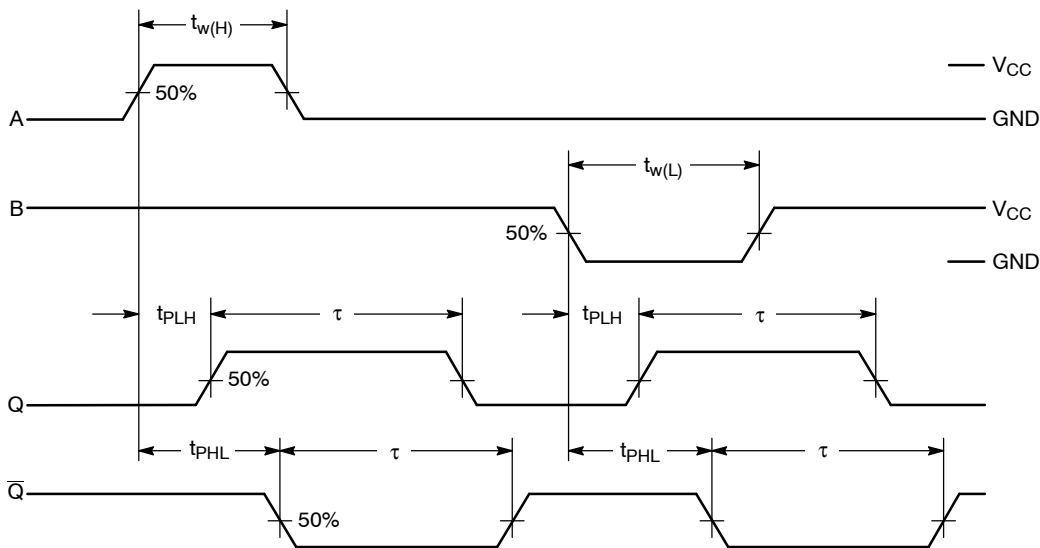 tw(H)
VCC
50%
A
GND
tw(L)
B
VCC
50%
GND
tPLH
τ
tPLH
τ
50%
Q
tPHL
τ
tPHL
τ
Q̅
50%